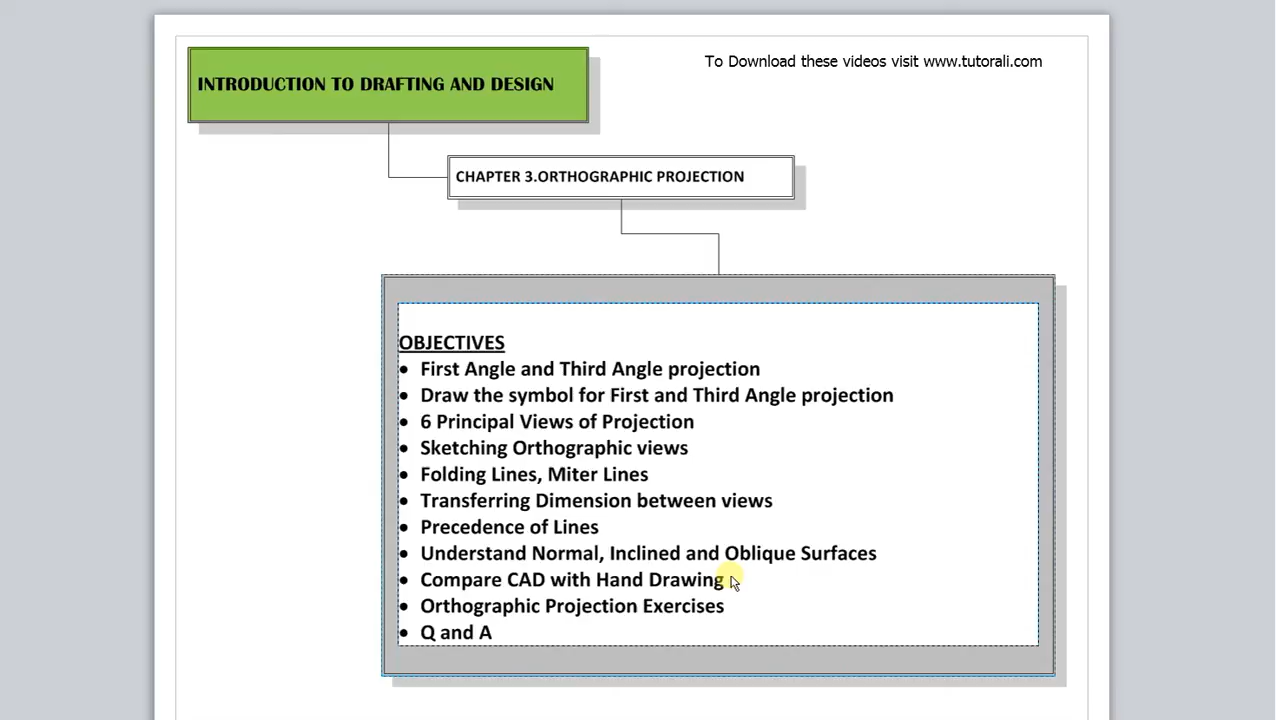 INTRODUCTION TO DRAFTING AND DESIGN
To Download these videos visit www.tutorali.com
CHAPTER 3.ORTHOGRAPHIC PROJECTION
OBJECTIVES
• First Angle and Third Angle projection
• Draw the symbol for First and Third Angle projection
• 6 Principal Views of Projection
• Sketching Orthographic views
• Folding Lines, Miter Lines
• Transferring Dimension between views
• Precedence of Lines
• Understand Normal, Inclined and Oblique Surfaces
• Compare CAD with Hand Drawing
• Orthographic Projection Exercises
• Q and A